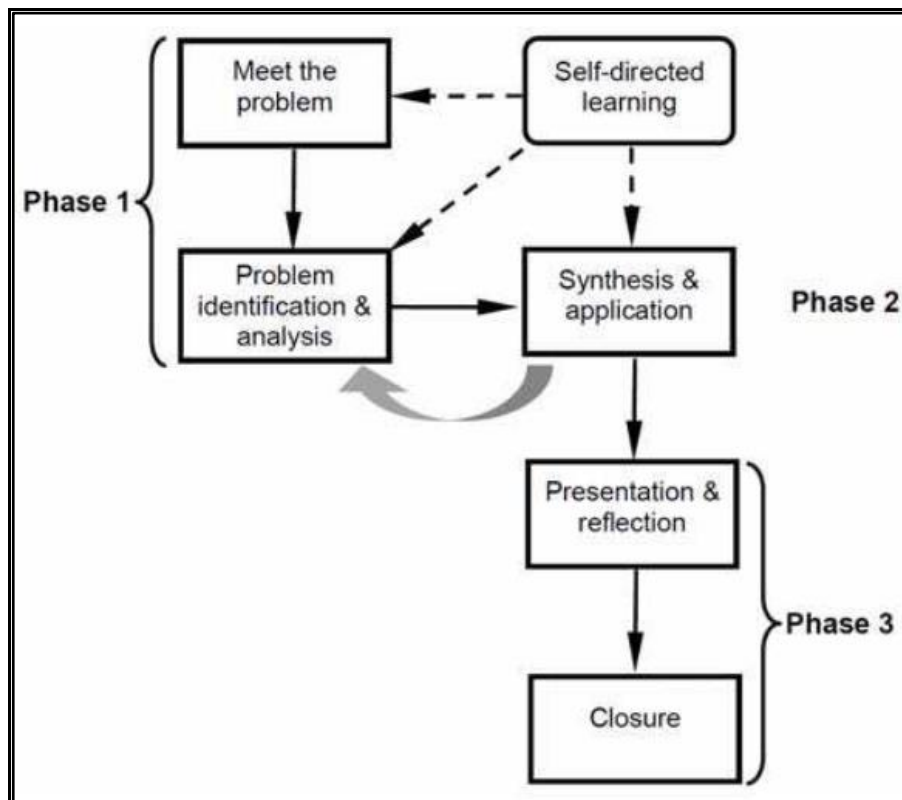 Meet the
problem
Self-directed
learning
Phase 1
Problem
identification &
analysis
Synthesis &
application
Phase 2
Presentation &
reflection
Phase 3
Closure